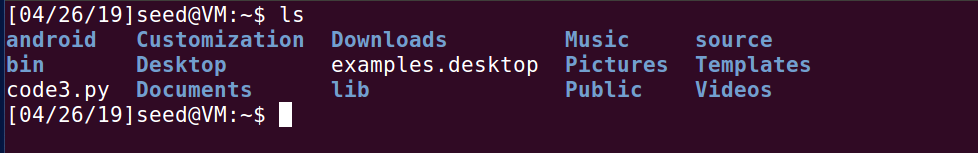 [04/26/19]seed@VM:~$ ls
android Customization Downloads Music source
bin Desktop examples.desktop Pictures Templates
code3.py Documents lib Public Videos
[04/26/19]seed@VM:~$